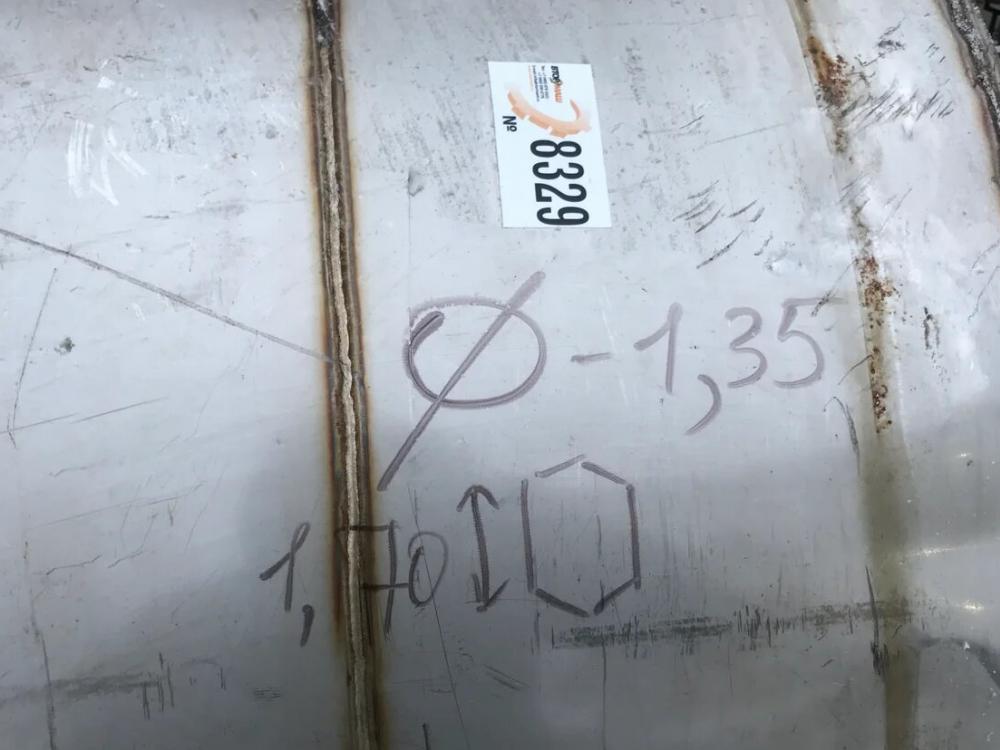 № 8329
Ø - 1,35
1,70 ↕